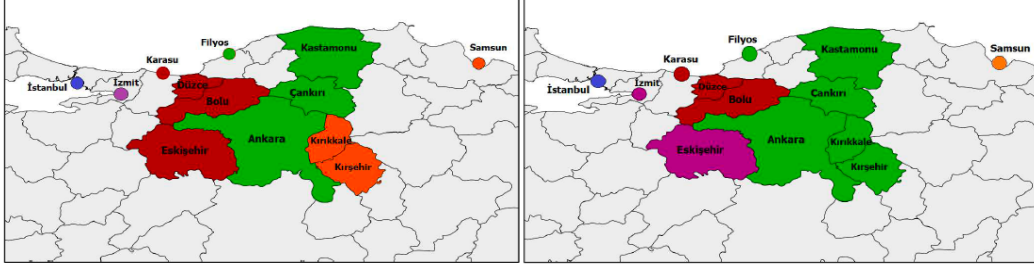 Filyos
Kastamonu
Samsun
Karasu
İzmit
İstanbul
Düzce
Bolu
Çankırı
Ankara
Eskişehir
Kırıkkale
Kırşehir
Filyos
Kastamonu
Samsun
Karasu
İzmit
İstanbul
Düzce
Bolu
Çankırı
Ankara
Eskişehir
Kırıkkale
Kırşehir